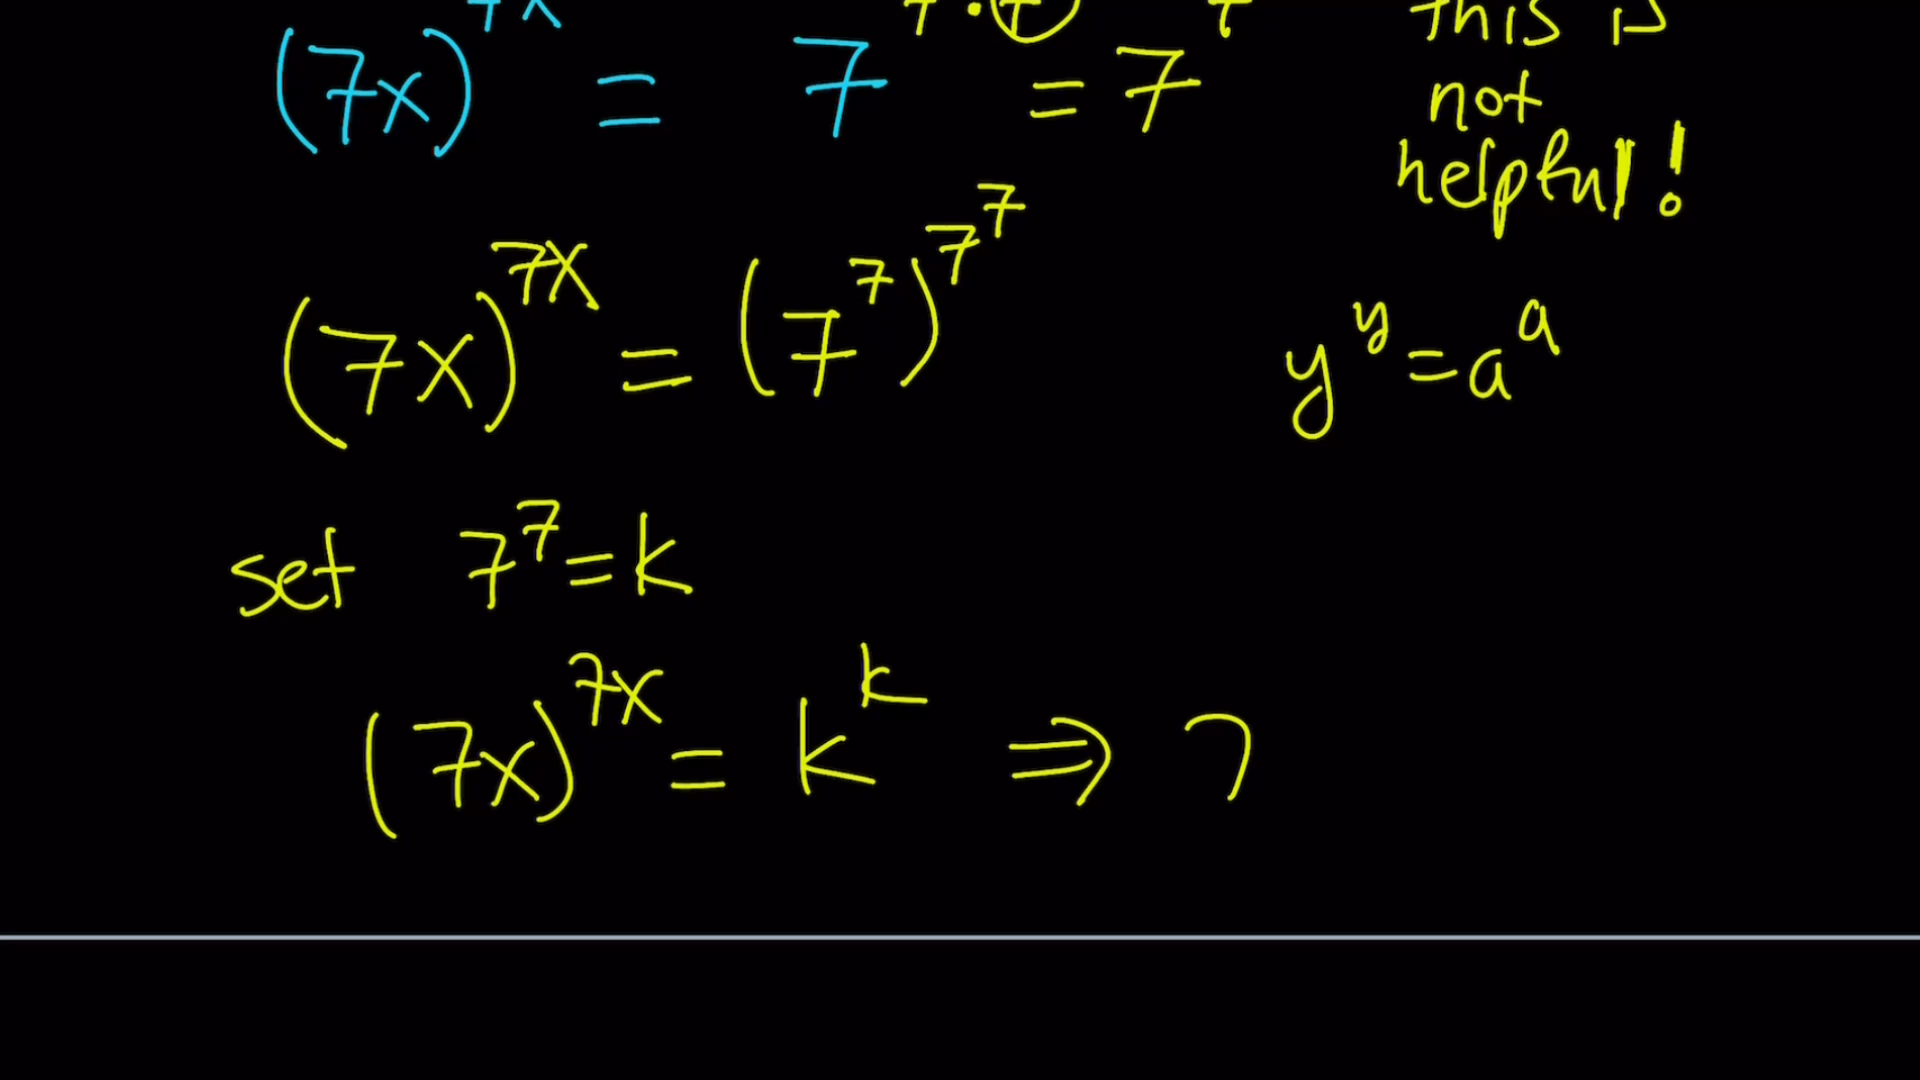 (7x)^7x = 7 = 7
this is
not
helpful!
(7x)^7x = (7^7)^7^7
y^y = a^a
set 7^7 = k
(7x)^7x = k^k ⇒ 7